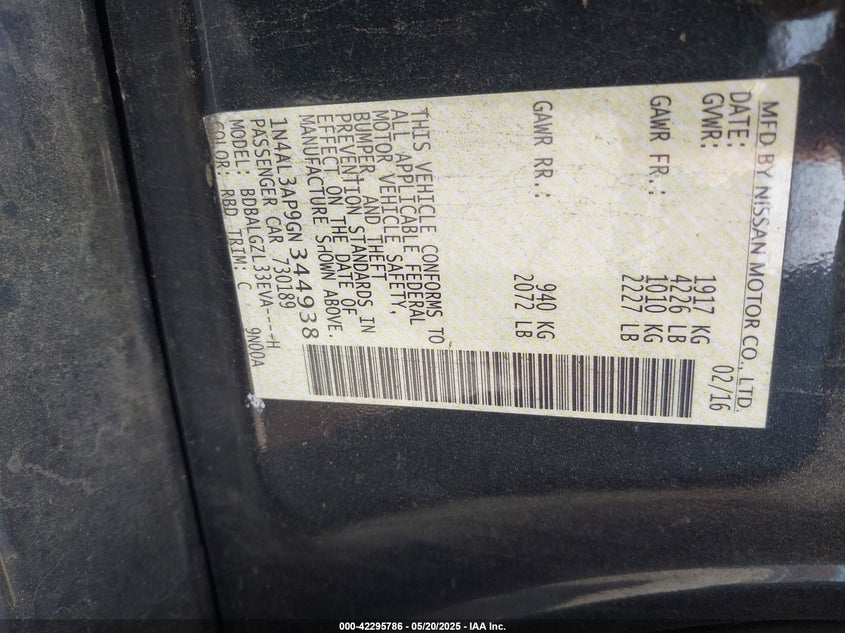 MFD BY NISSAN MOTOR CO., LTD.
DATE: 02/16
GVWR: 1917 KG
4226 LB
GAWR FR.: 1010 KG
2227 LB
GAWR RR.: 940 KG
2072 LB
THIS VEHICLE CONFORMS TO
ALL APPLICABLE FEDERAL
MOTOR VEHICLE SAFETY,
BUMPER AND THEFT
PREVENTION STANDARDS IN
EFFECT ON THE DATE OF
MANUFACTURE SHOWN ABOVE.
1N4AL3AP9GN344938
PASSENGER CAR 730189
MODEL: BDBALGZL33EVA----H
COLOR: RBD TRIM: C 9N00A
000-42295786 - 05/20/2025 - IAA Inc.